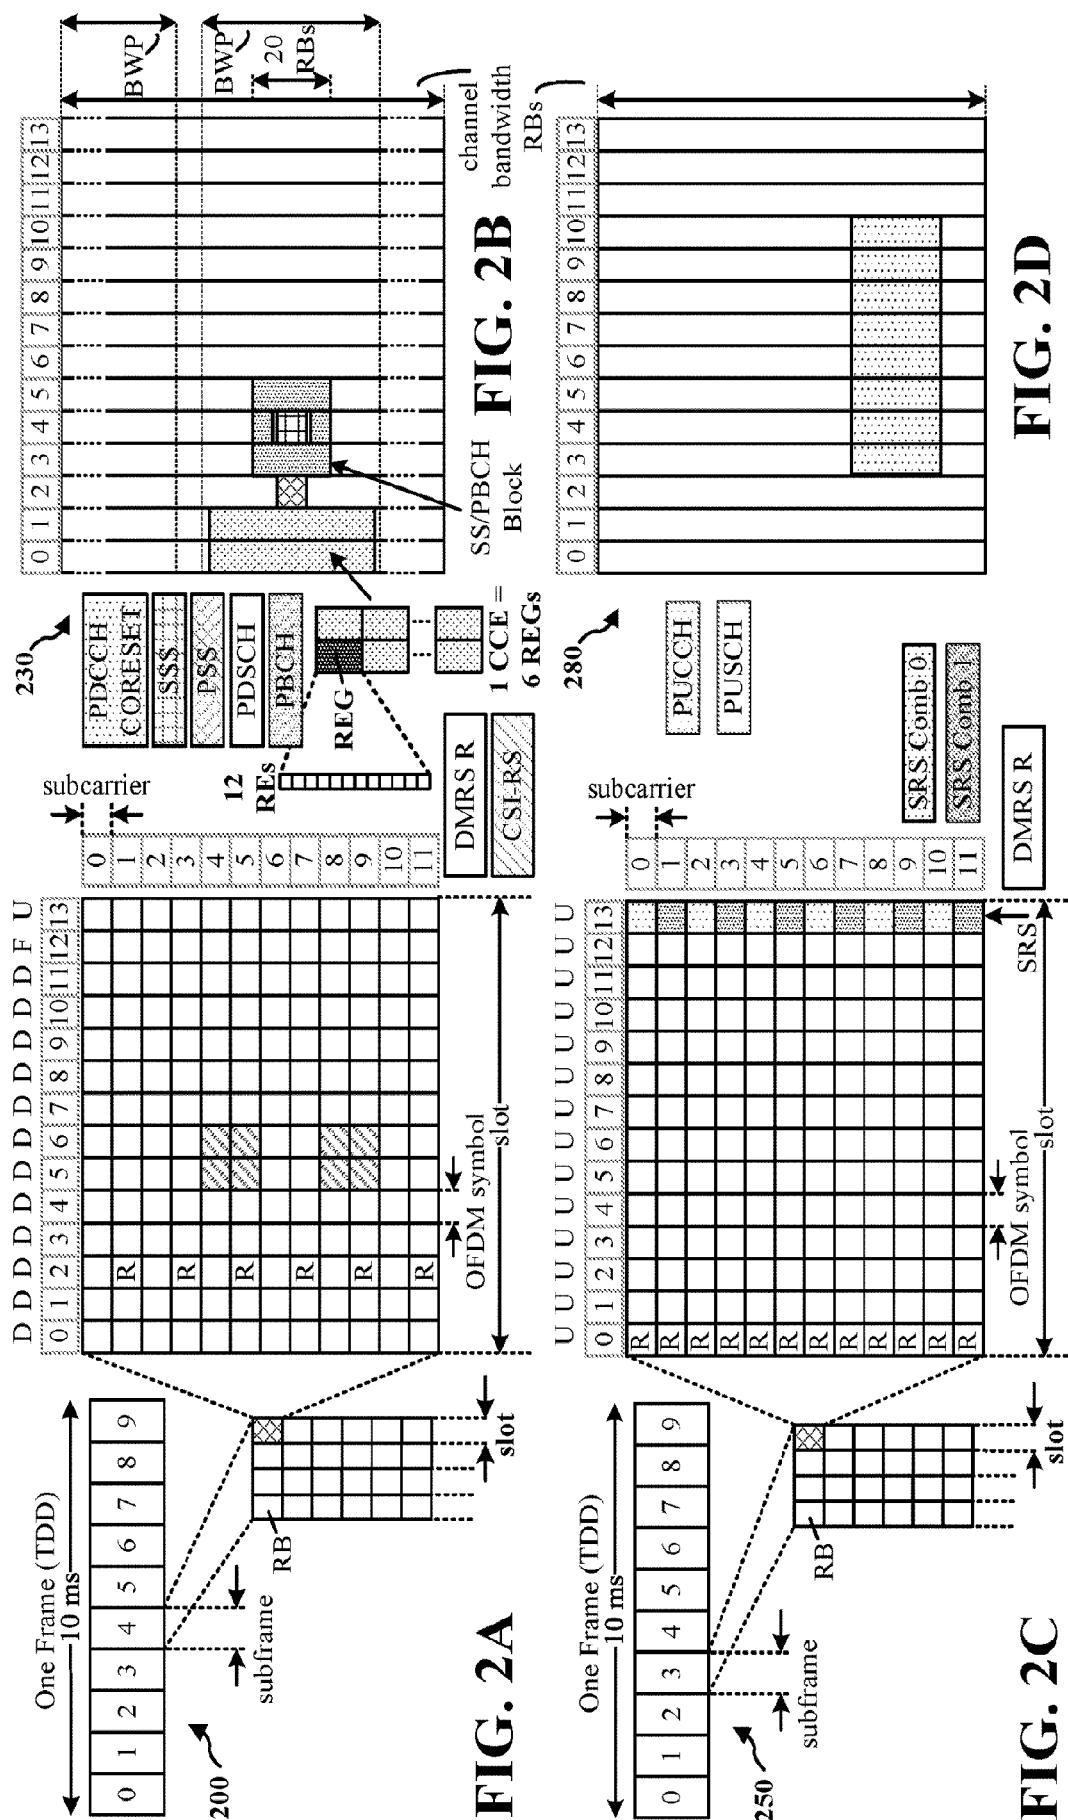 One Frame (TDD)
10 ms
0 1 2 3 4 5 6 7 8 9
subframe
200
RB
slot
FIG. 2A
D D D D D D D D D D D D F U
0 1 2 3 4 5 6 7 8 9 10 11 12 13
R R R R R R
OFDM symbol
slot
subcarrier
0
1
2
3
4
5
6
7
8
9
10
11
DMRS R
CSI-RS
230
PDCCH
CORESET
SSS
PSS
PDSCH
PBCH
12
REs
REG
1 CCE =
6 REGs
0 1 2 3 4 5 6 7 8 9 10 11 12 13
BWP
BWP
20
RBs
channel
bandwidth
SS/PBCH
Block
FIG. 2B
One Frame (TDD)
10 ms
0 1 2 3 4 5 6 7 8 9
subframe
250
RB
slot
FIG. 2C
U U U U U U U U U U U U U U
0 1 2 3 4 5 6 7 8 9 10 11 12 13
R R R R R R R R R R R R
OFDM symbol
slot
SRS
subcarrier
0
1
2
3
4
5
6
7
8
9
10
11
SRS Comb 0
SRS Comb 1
DMRS R
280
PUCCH
PUSCH
0 1 2 3 4 5 6 7 8 9 10 11 12 13
RBs
FIG. 2D